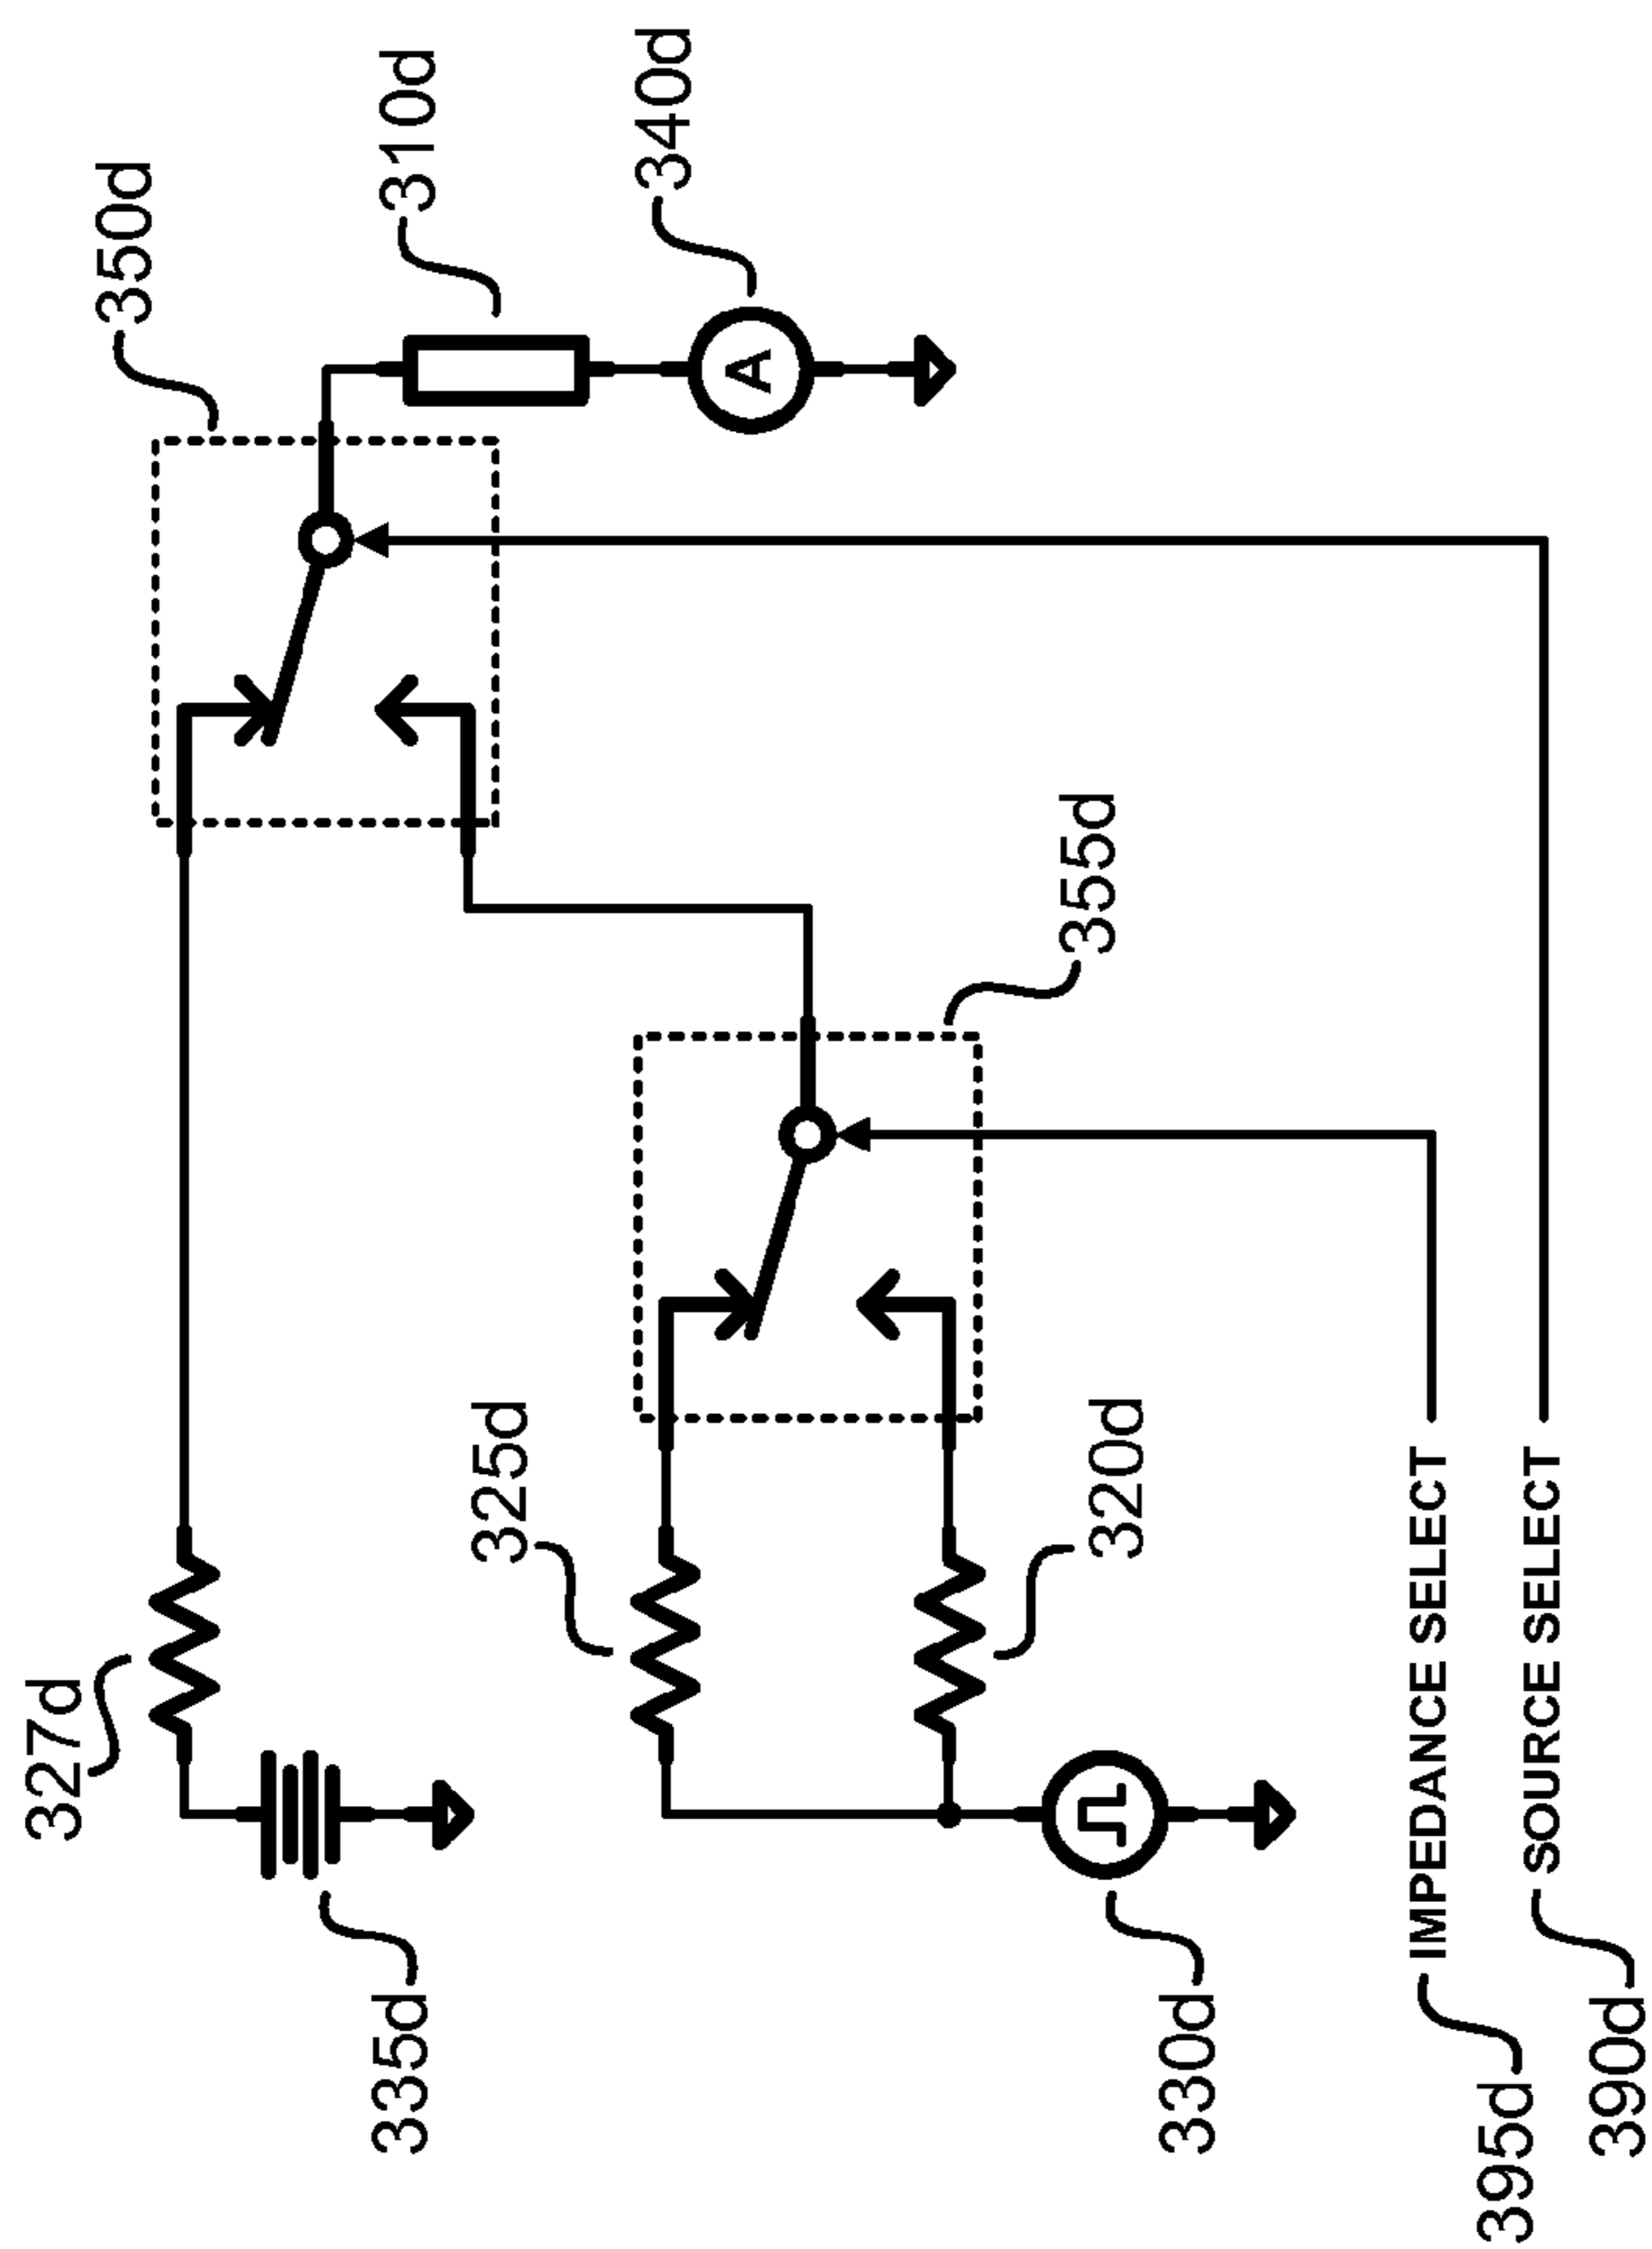 350d
310d
340d
A
355d
325d
320d
327d
335d
330d
IMPEDANCE SELECT
SOURCE SELECT
395d
390d